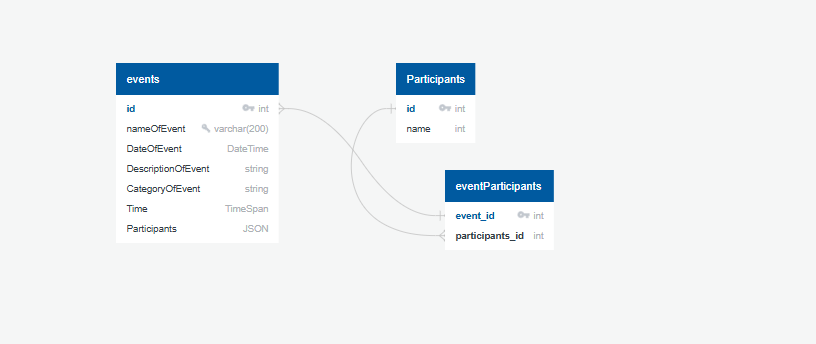 events
id int
nameOfEvent varchar(200)
DateOfEvent DateTime
DescriptionOfEvent string
CategoryOfEvent string
Time TimeSpan
Participants JSON
Participants
id int
name int
eventParticipants
event_id int
participants_id int